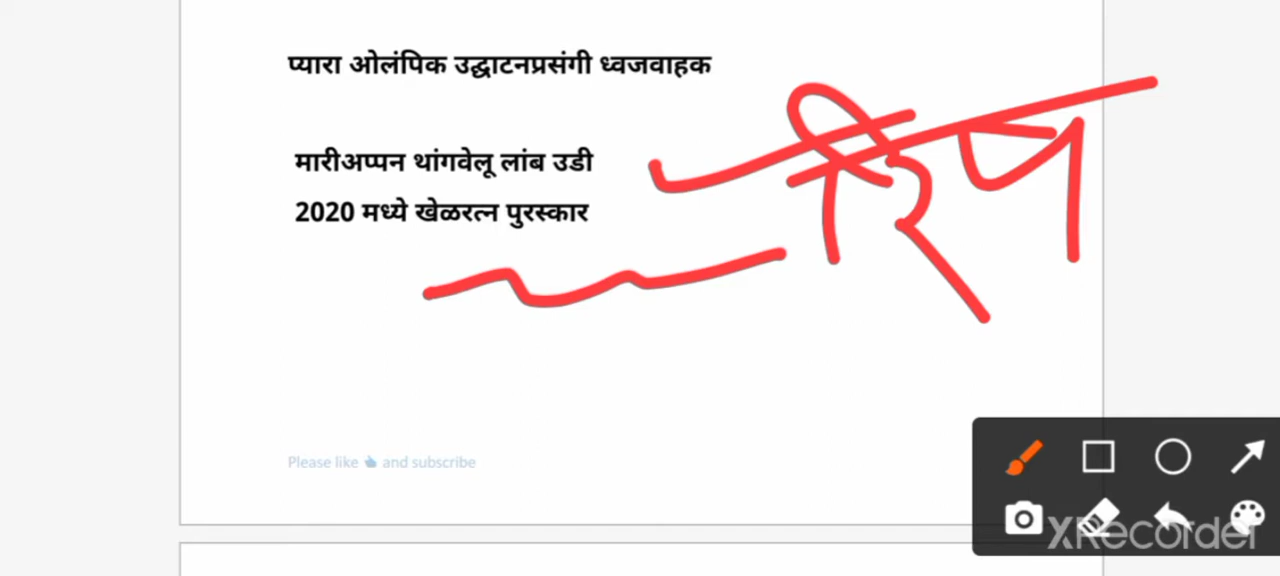 प्यारा ओलंपिक उद्घाटनप्रसंगी ध्वजवाहक
मारीअप्पन थांगवेलू लांब उडी
2020 मध्ये खेळरत्न पुरस्कार
Please like and subscribe
XRecorder